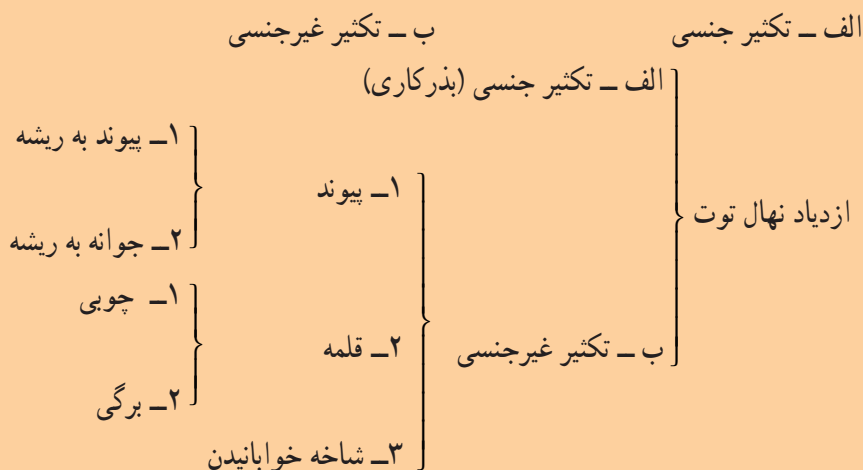 الف ــ تکثیر جنسی
ب ــ تکثیر غیرجنسی
ازدیاد نهال توت
الف ــ تکثیر جنسی (بذرکاری)
ب ــ تکثیر غیرجنسی
۱ــ پیوند
۱ــ پیوند به ریشه
۲ــ جوانه به ریشه
۲ــ قلمه
۱ــ چوبی
۲ــ برگی
۳ــ شاخه خوابانیدن